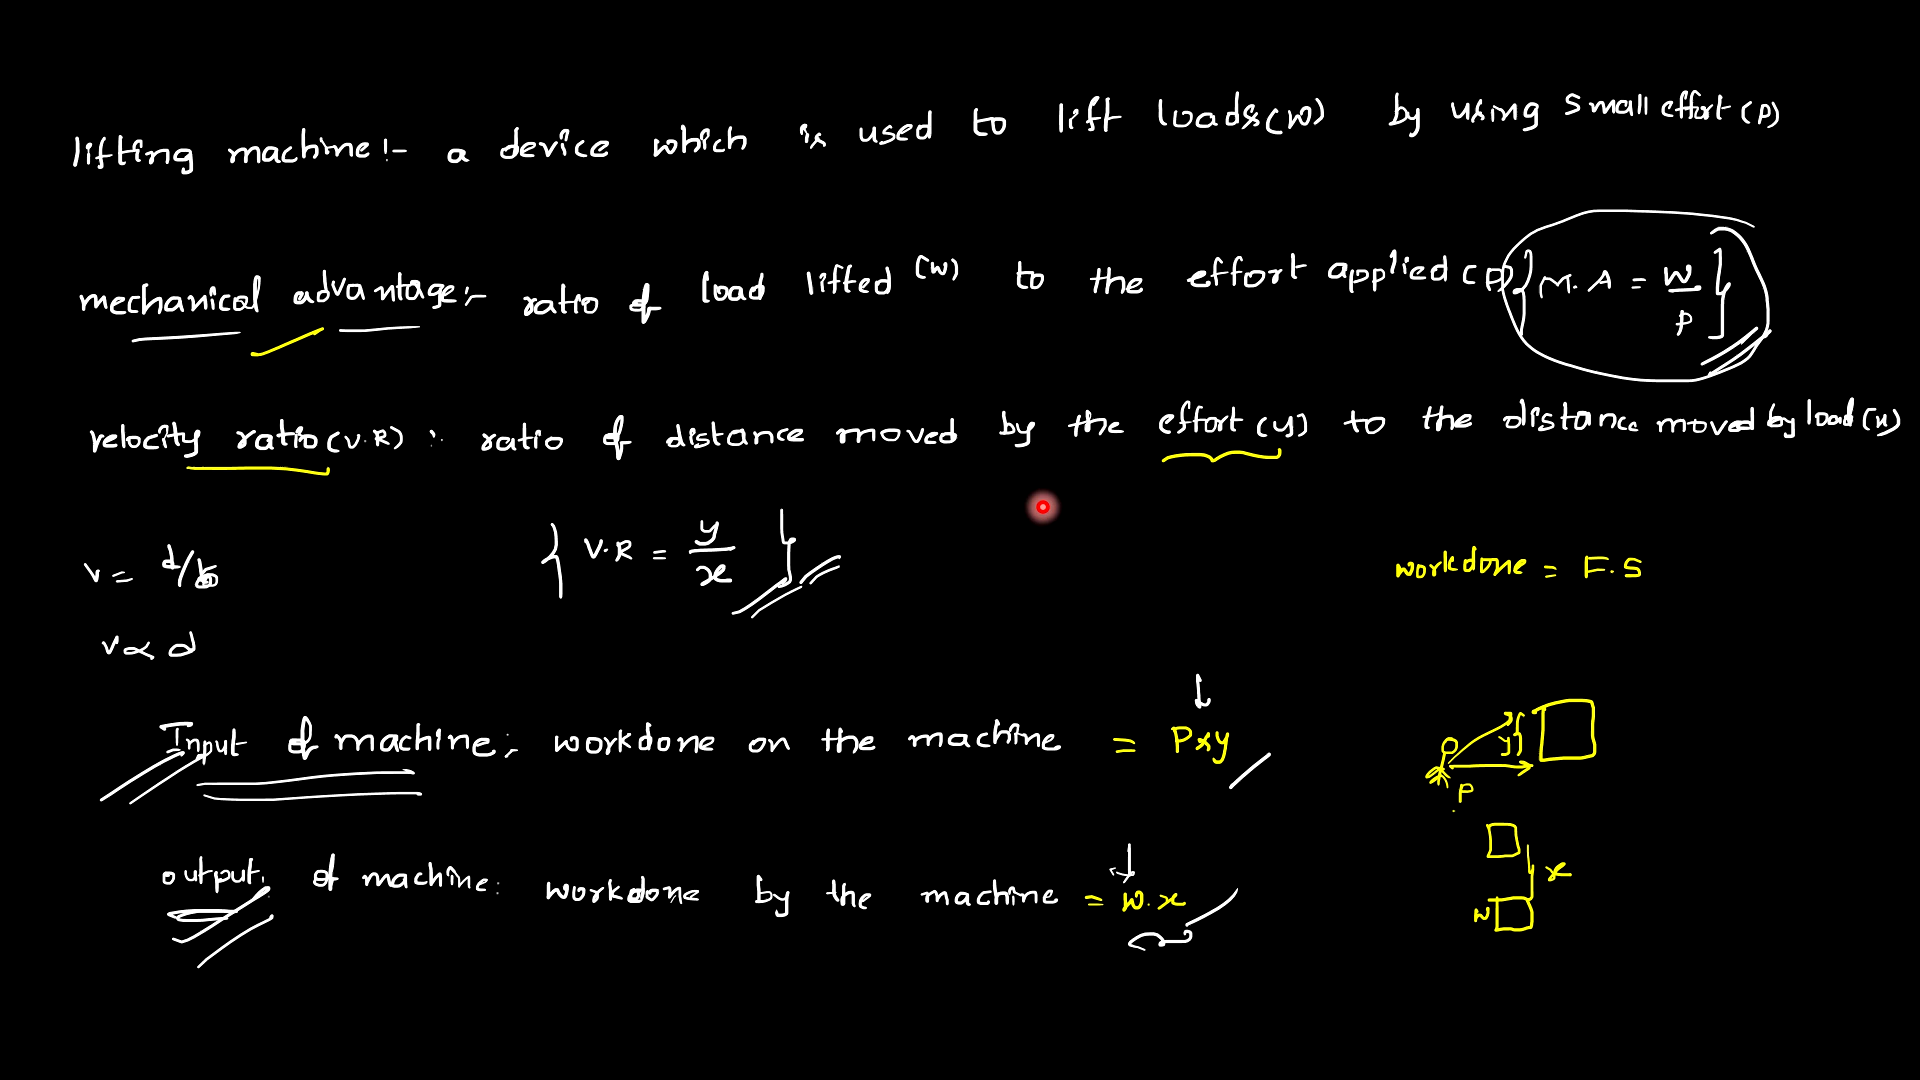 lifting machine:- a device which is used to lift loads(W) by using small effort(P)
mechanical advantage:- ratio of load lifted (W) to the effort applied (P) {M.A = W/P}
velocity ratio(V.R) : ratio of distance moved by the effort(y) to the distance moved by load(x)
{ V.R = y/x }
v = d/t
workdone = F.S
v ∝ d
Input of machine:- workdone on the machine = P×y
y
P
output of machine: workdone by the machine = W.x
x
W